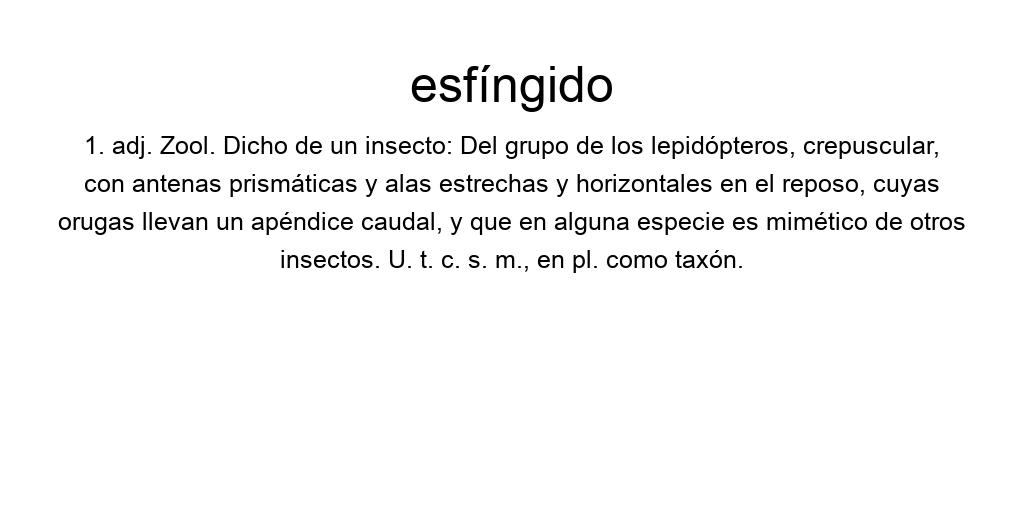 esfíngido
1. adj. Zool. Dicho de un insecto: Del grupo de los lepidópteros, crepuscular,
con antenas prismáticas y alas estrechas y horizontales en el reposo, cuyas
orugas llevan un apéndice caudal, y que en alguna especie es mimético de otros
insectos. U. t. c. s. m., en pl. como taxón.